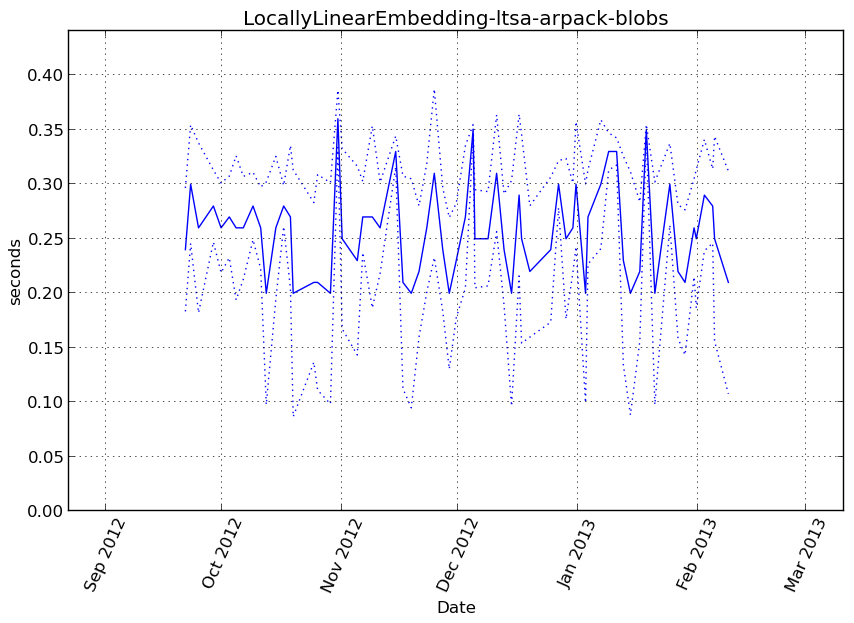 LocallyLinearEmbedding-ltsa-arpack-blobs
0.40
0.35
0.30
0.25
0.20
0.15
0.10
0.05
0.00
seconds
Sep 2012
Oct 2012
Nov 2012
Dec 2012
Jan 2013
Feb 2013
Mar 2013
Date